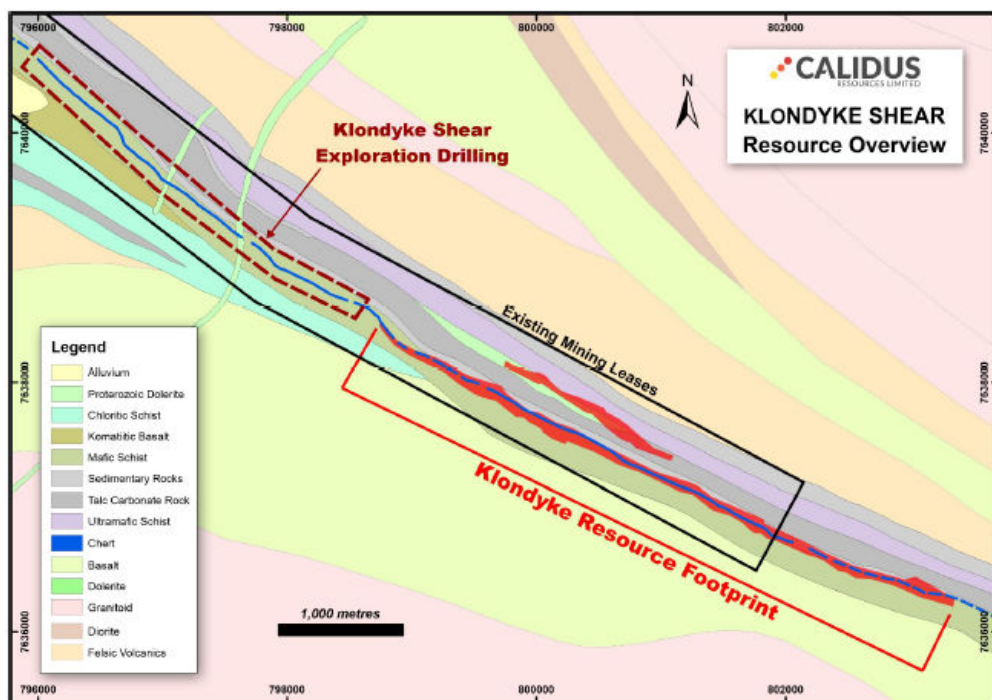 796000
798000
800000
802000
CALIDUS
RESOURCES LIMITED
KLONDYKE SHEAR
Resource Overview
N
7640000
7640000
Klondyke Shear
Exploration Drilling
Existing Mining Leases
7638000
7638000
Klondyke Resource Footprint
Legend
Alluvium
Proterozoic Dolerite
Chloritic Schist
Komatiitic Basalt
Mafic Schist
Sedimentary Rocks
Talc Carbonate Rock
Ultramafic Schist
Chert
Basalt
Dolerite
Granitoid
Diorite
Felsic Volcanics
1,000 metres
7636000
7636000
796000
798000
800000
802000